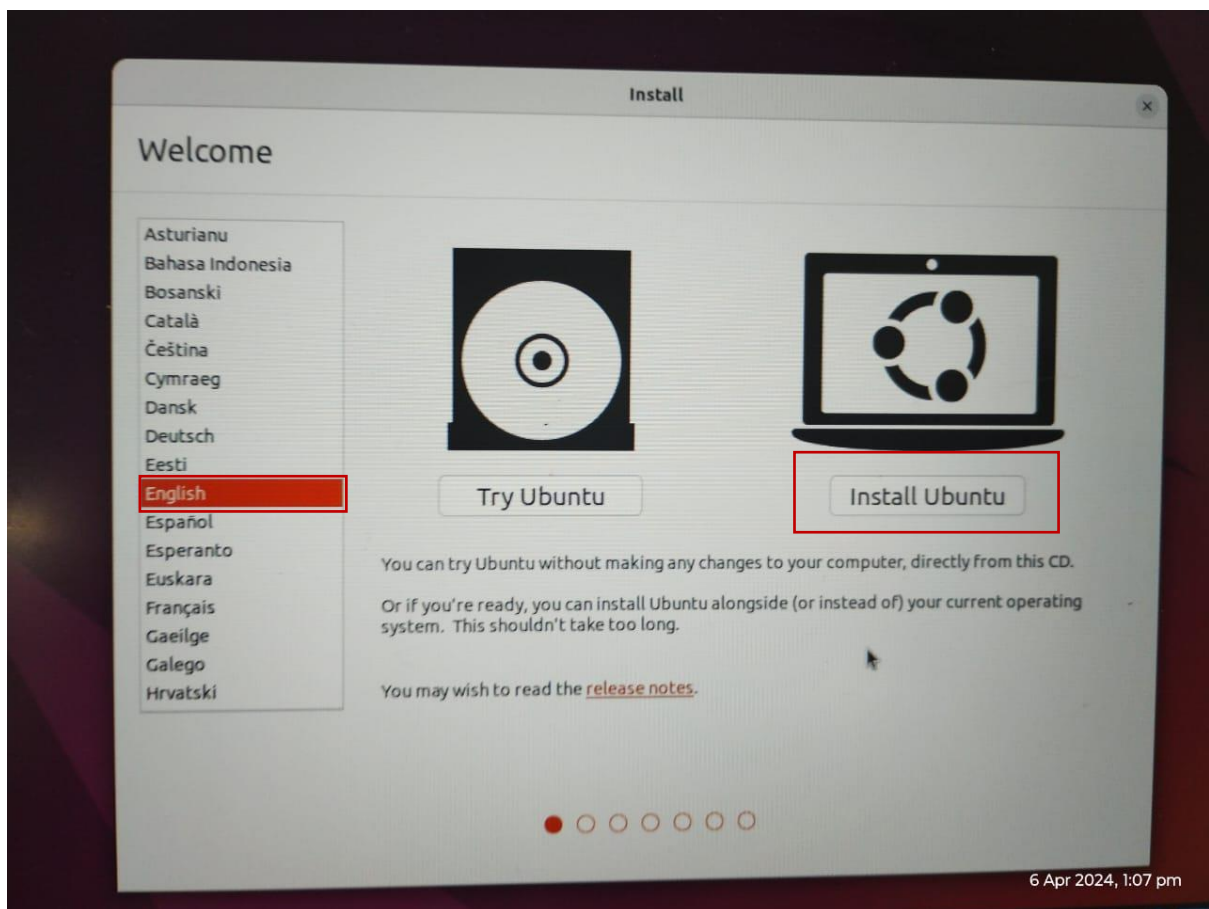 Install
Welcome
Asturianu
Bahasa Indonesia
Bosanski
Català
Čeština
Cymraeg
Dansk
Deutsch
Eesti
English
Español
Esperanto
Euskara
Français
Gaeilge
Galego
Hrvatski
Try Ubuntu
Install Ubuntu
You can try Ubuntu without making any changes to your computer, directly from this CD.
Or if you're ready, you can install Ubuntu alongside (or instead of) your current operating
system. This shouldn't take too long.
You may wish to read the release notes.
6 Apr 2024, 1:07 pm